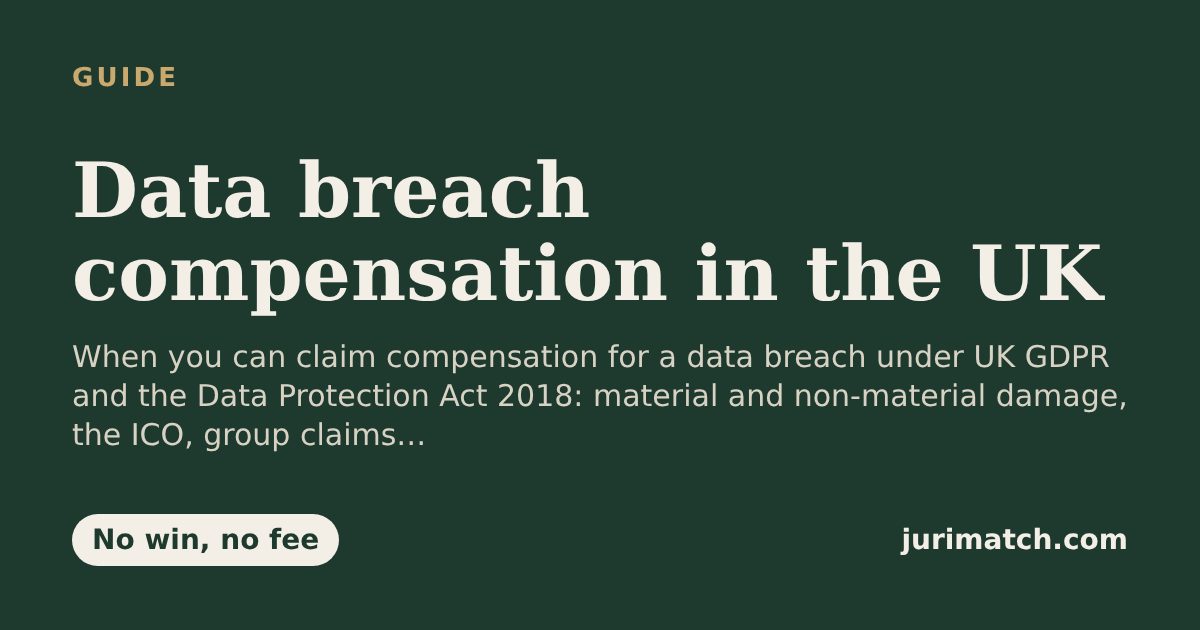 GUIDE
Data breach
compensation in the UK
When you can claim compensation for a data breach under UK GDPR
and the Data Protection Act 2018: material and non-material damage,
the ICO, group claims…
No win, no fee
jurimatch.com